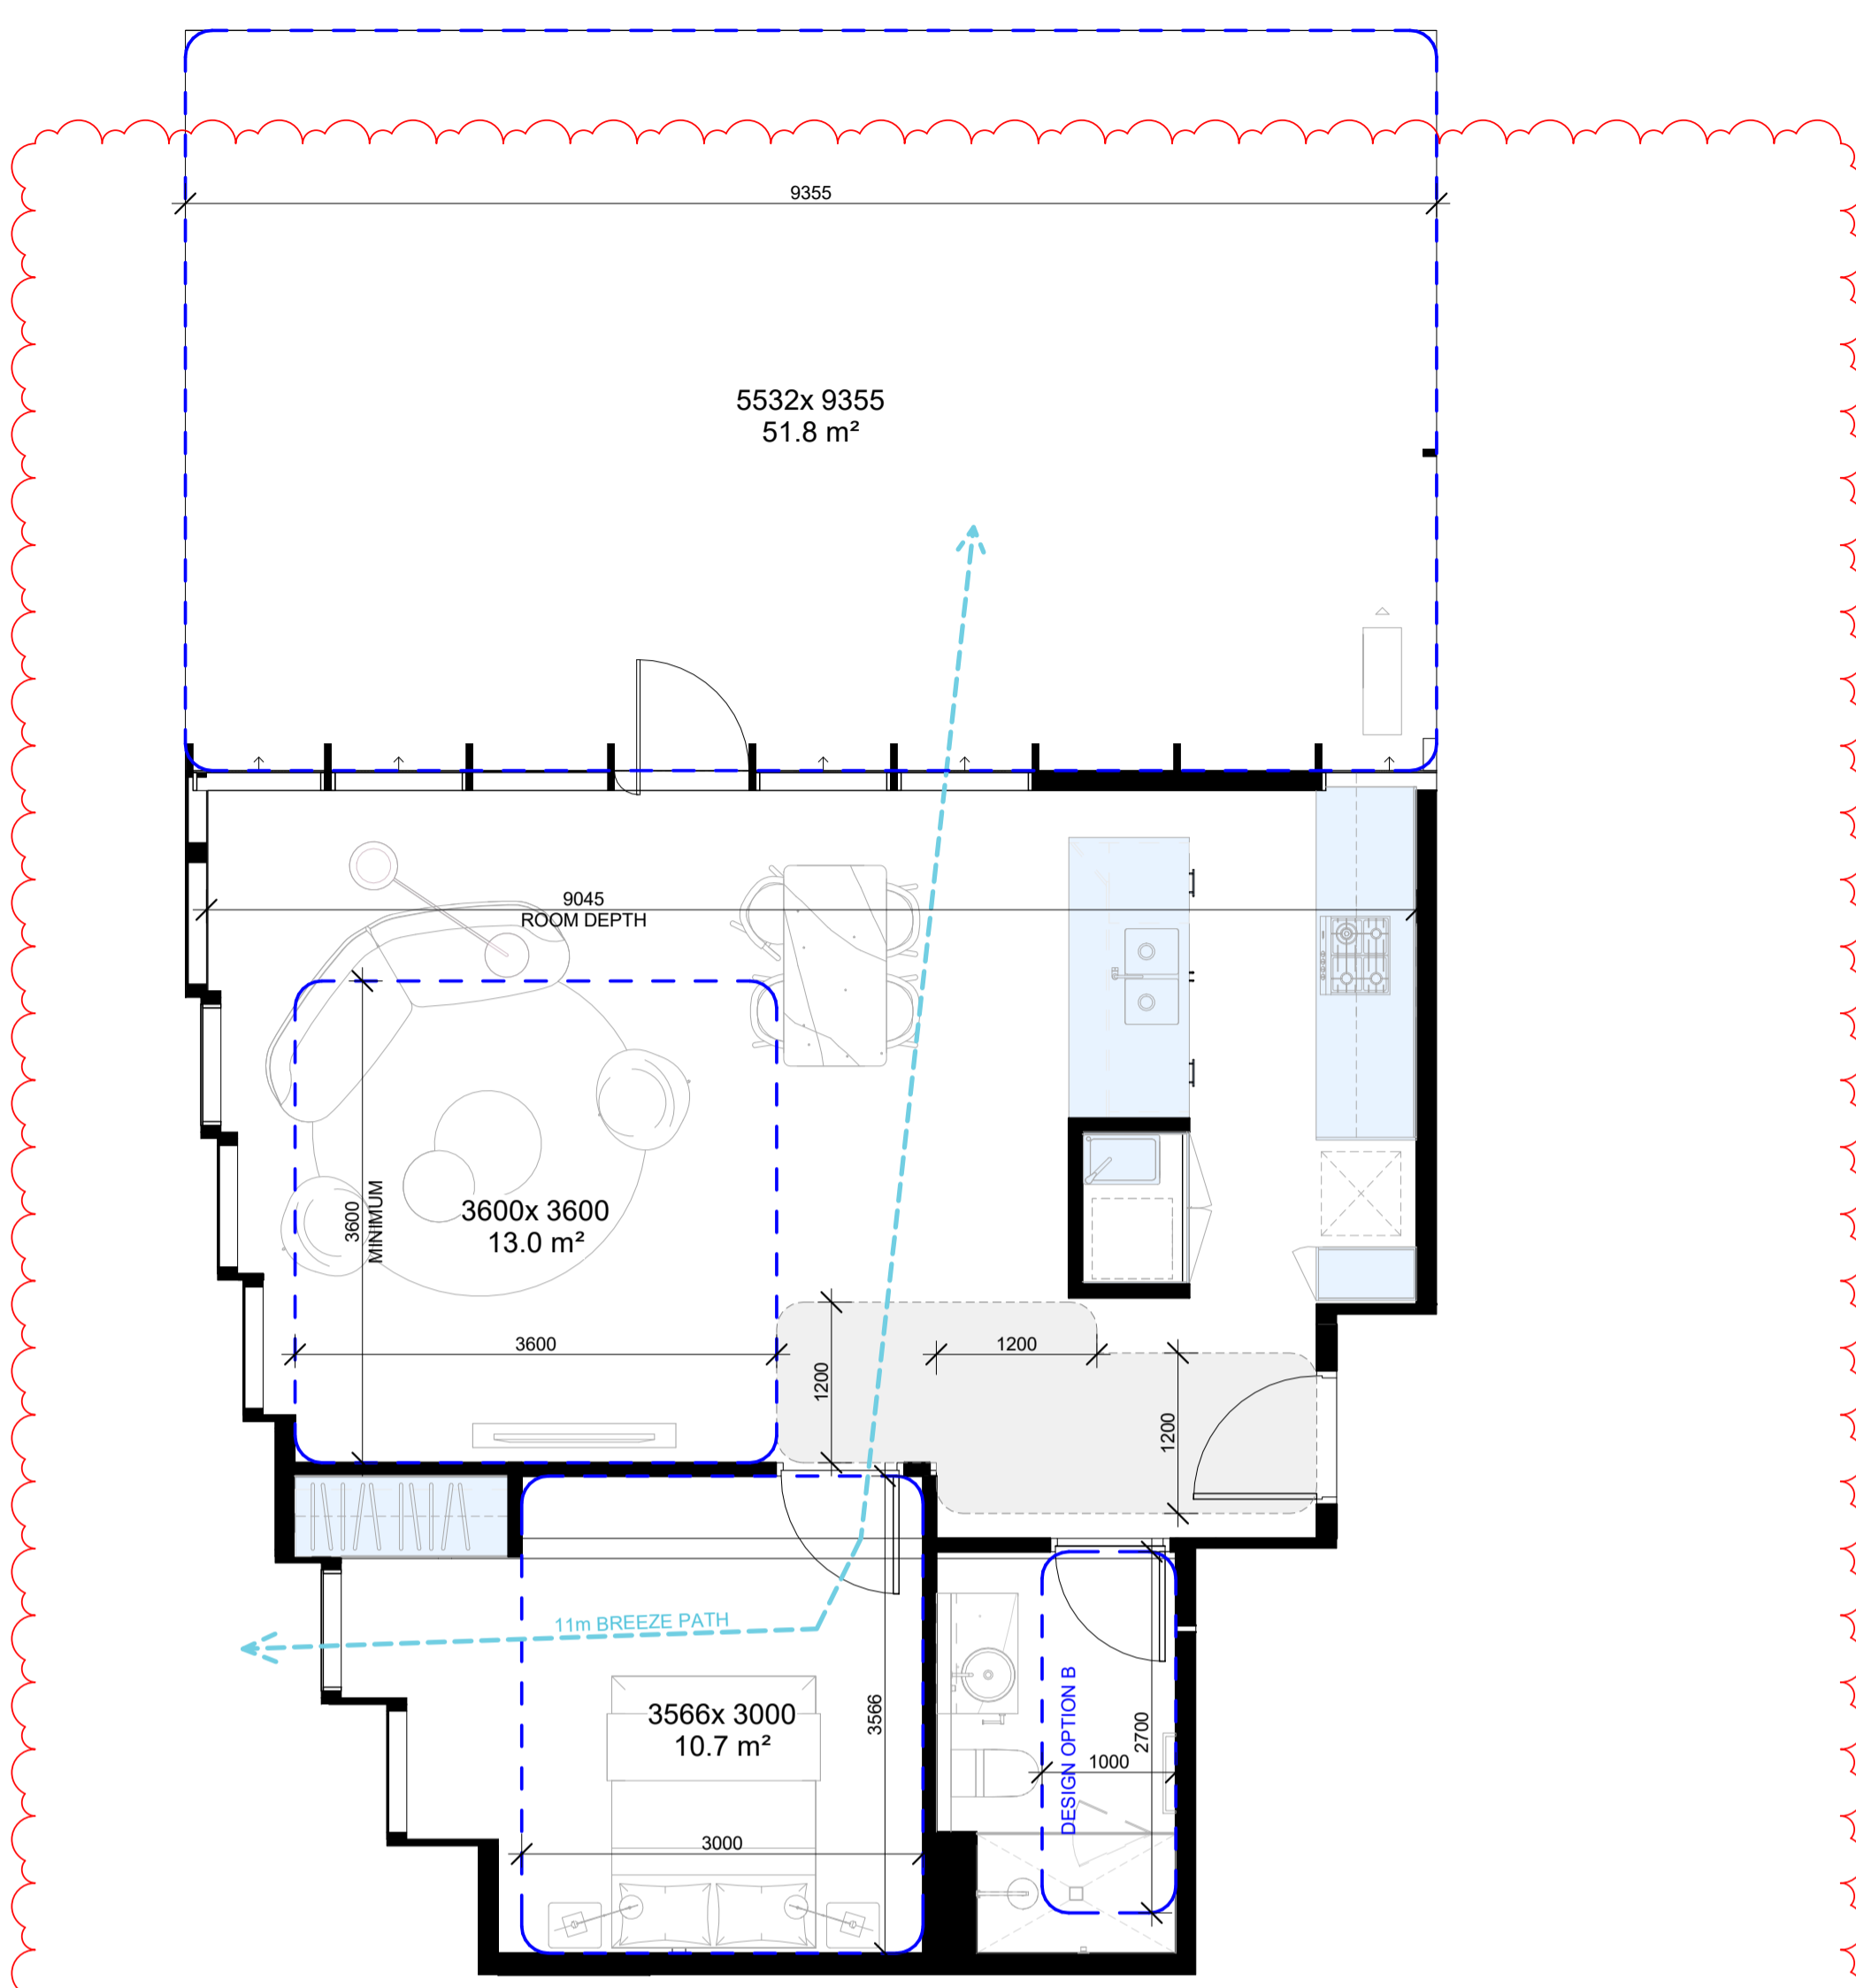 9355
5532x 9355
51.8 m²
9045
ROOM DEPTH
3600
MINIMUM
3600x 3600
13.0 m²
3600
1200
1200
1200
11m BREEZE PATH
3566x 3000
10.7 m²
3566
3000
DESIGN OPTION B
2700
1000